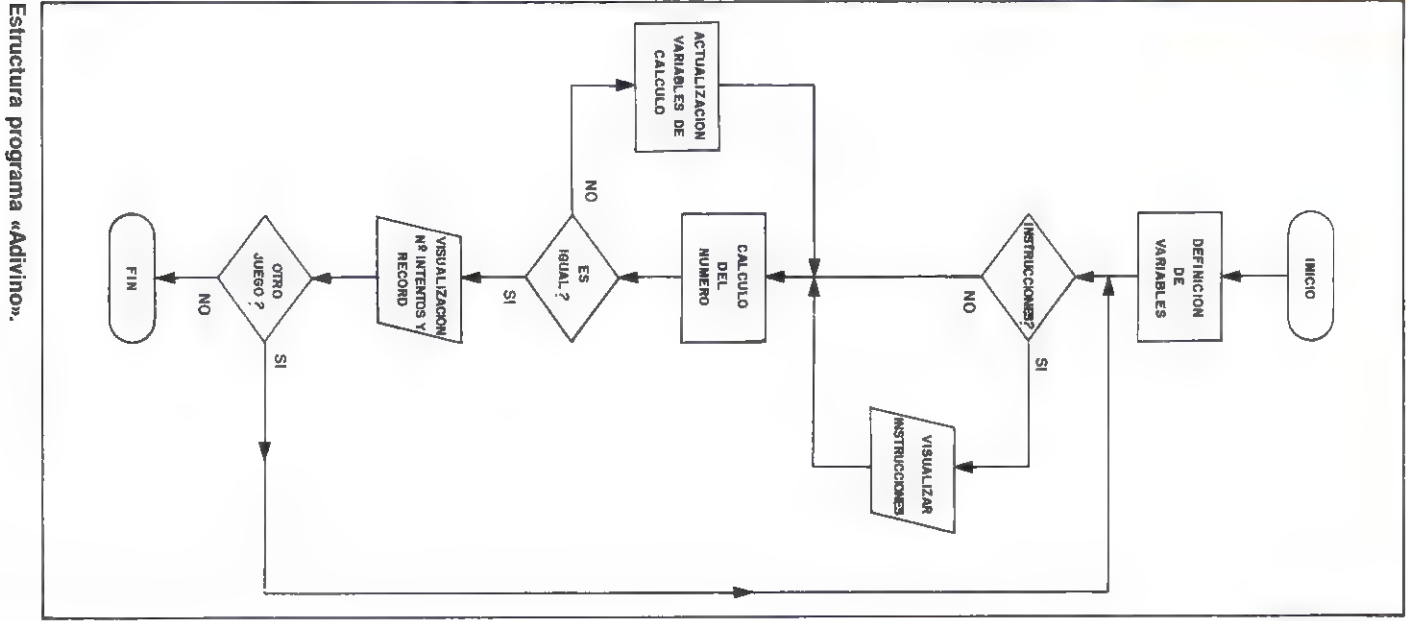 INICIO
DEFINICION
DE
VARIABLES
INSTRUCCIONES?
SI
NO
VISUALIZAR
INSTRUCCIONES
ACTUALIZACION
VARIABLES DE
CALCULO
CALCULO
DEL
NUMERO
ES
IGUAL ?
NO
SI
VISUALIZACION
Nº INTENTOS Y
RECORD
OTRO
JUEGO ?
SI
NO
FIN
Estructura programa «Adivino».